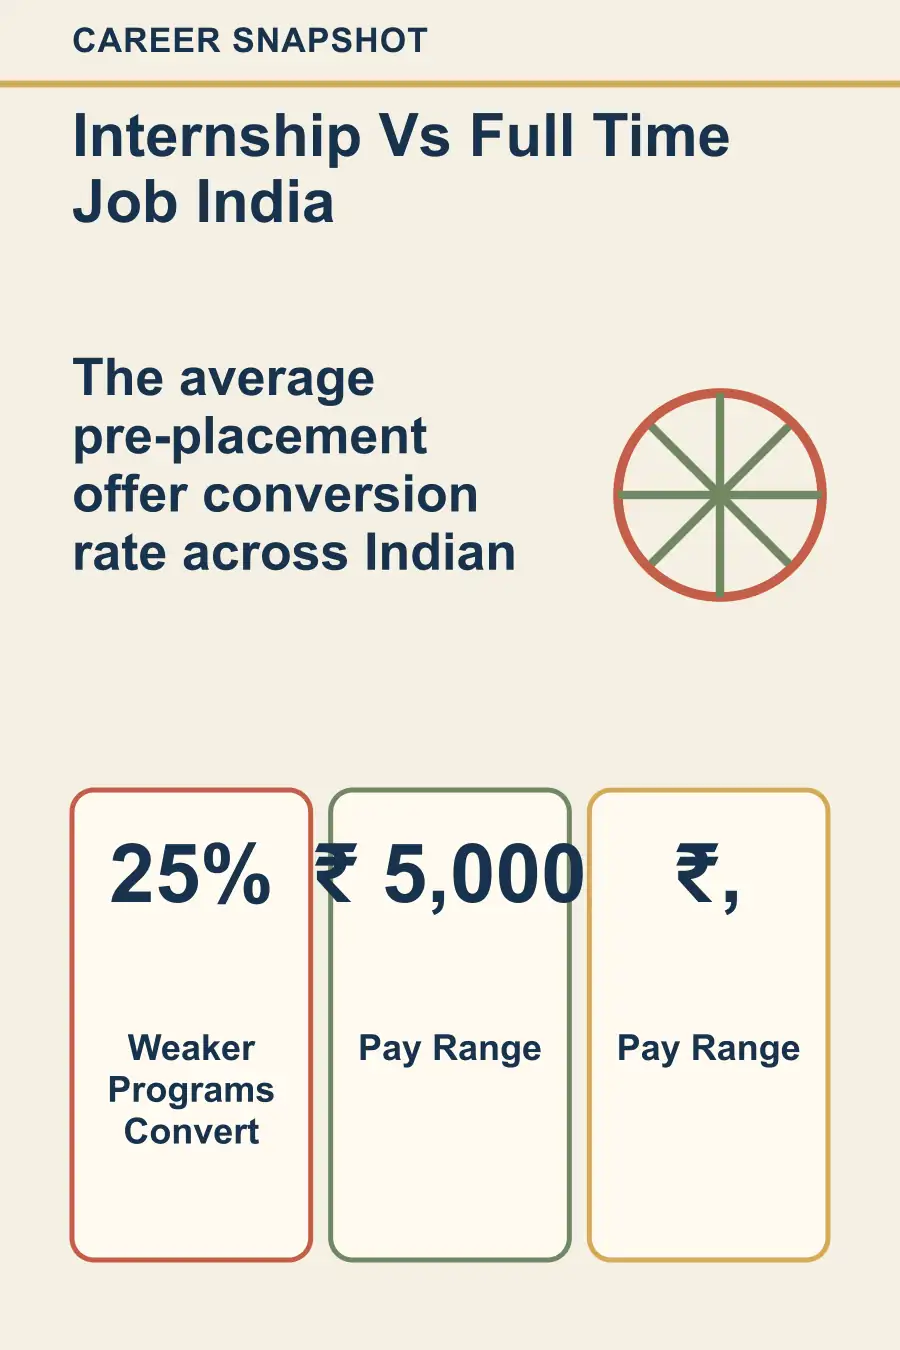 CAREER SNAPSHOT
Internship Vs Full Time
Job India
The average
pre-placement
offer conversion
rate across Indian
25%
Weaker
Programs
Convert
₹ 5,000
Pay Range
₹,
Pay Range